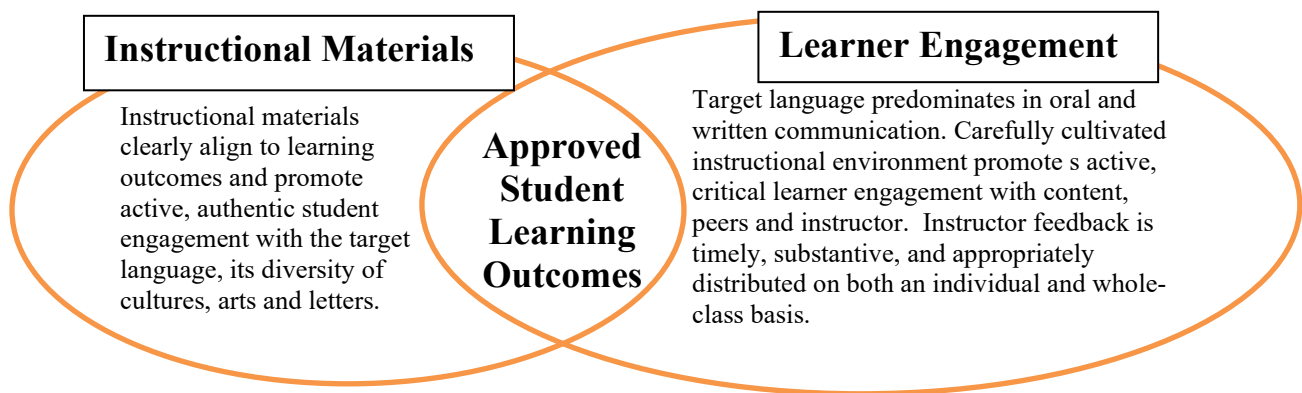 Instructional Materials
Instructional materials
clearly align to learning
outcomes and promote
active, authentic student
engagement with the target
language, its diversity of
cultures, arts and letters.
Approved
Student
Learning
Outcomes
Learner Engagement
Target language predominates in oral and
written communication. Carefully cultivated
instructional environment promote s active,
critical learner engagement with content,
peers and instructor.  Instructor feedback is
timely, substantive, and appropriately
distributed on both an individual and whole-
class basis.